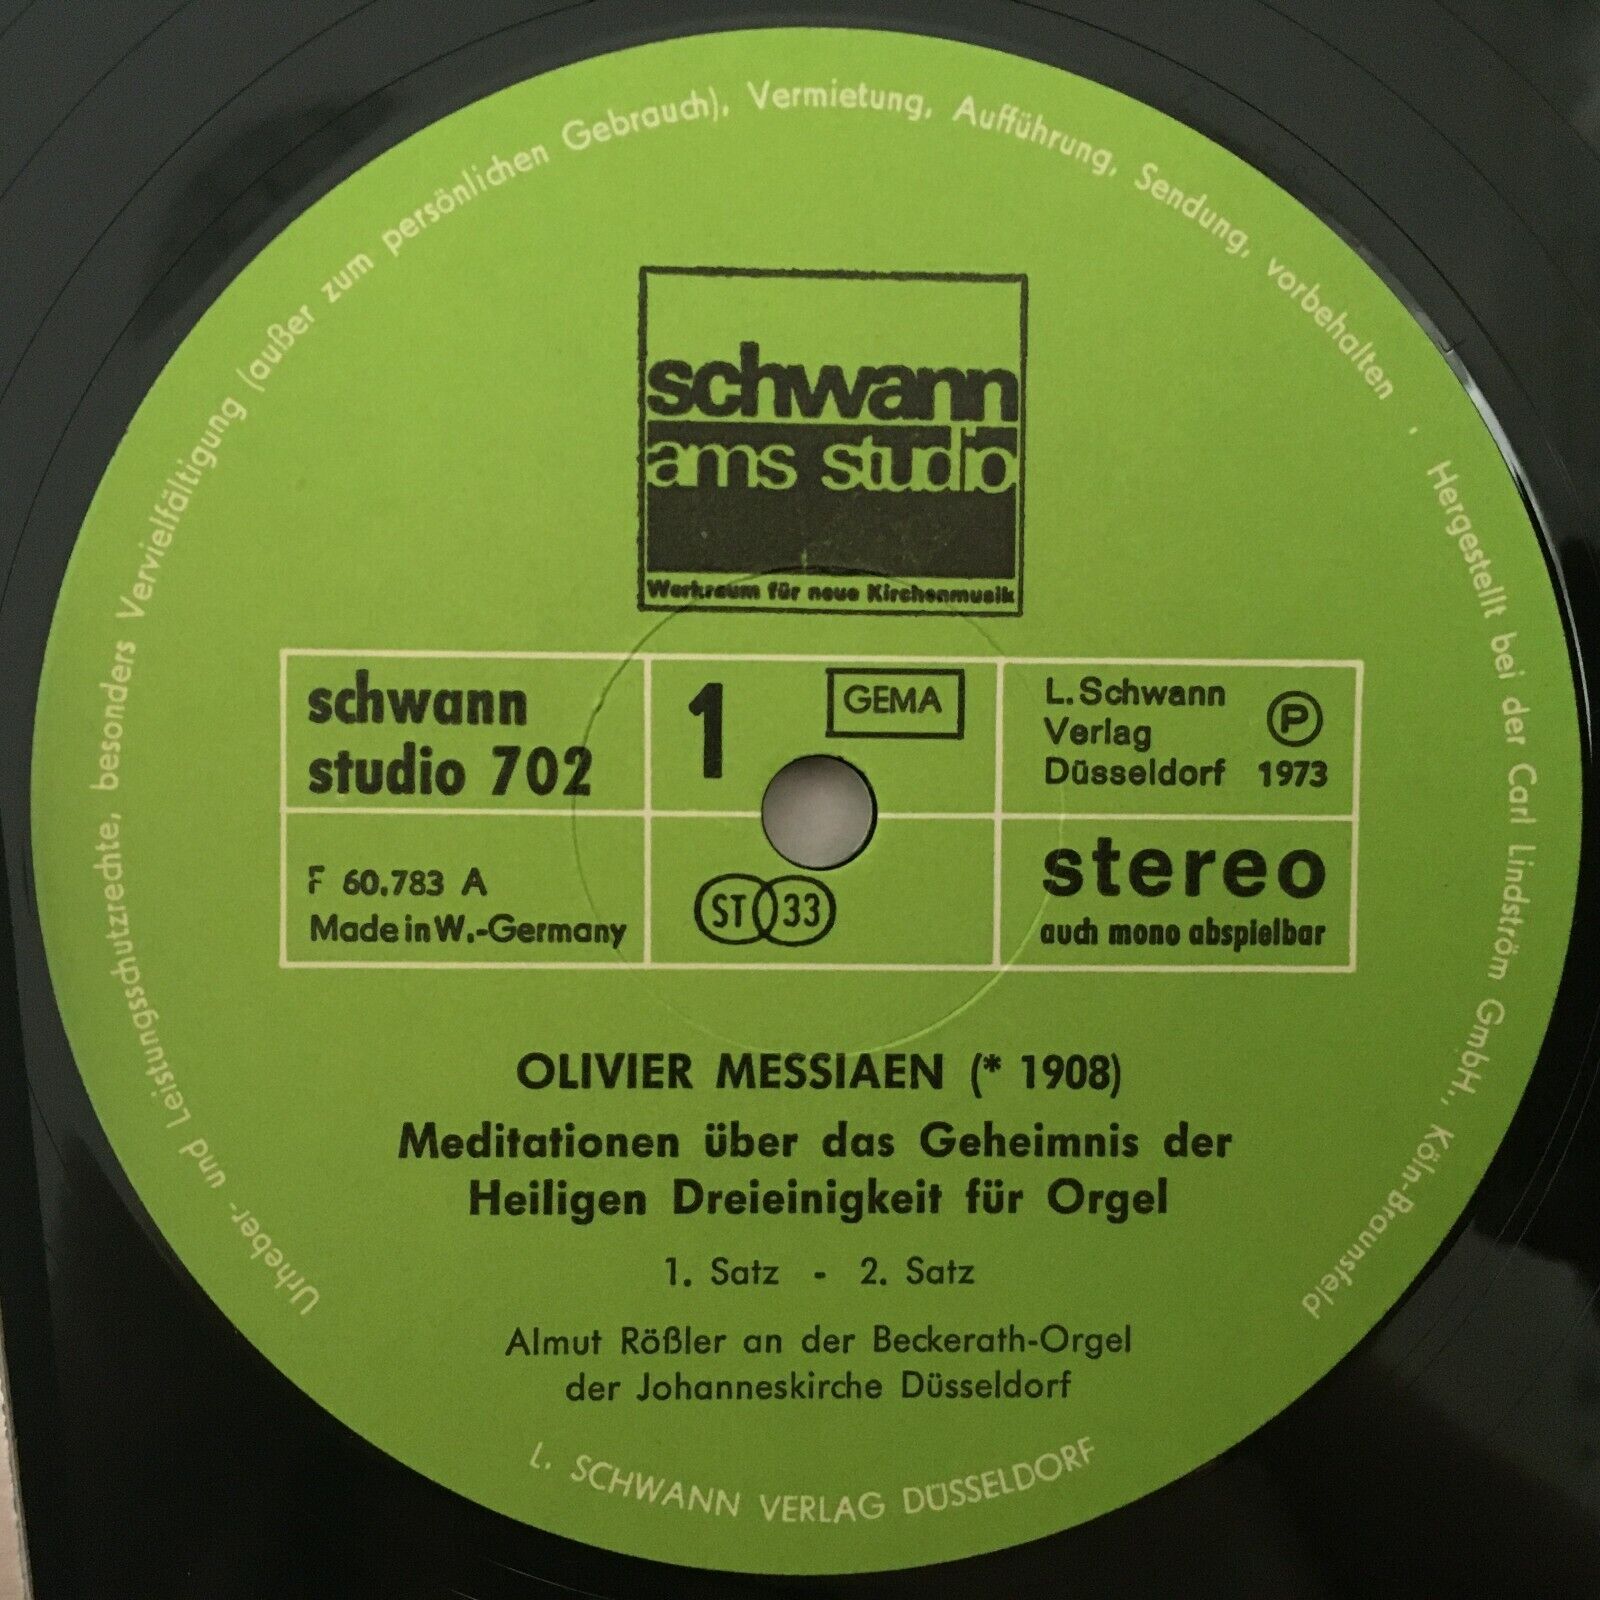 Urheber- und Leistungsschutzrechte, besonders Vervielfältigung (außer zum persönlichen Gebrauch), Vermietung, Aufführung, Sendung, vorbehalten . Hergestellt bei der Carl Lindström GmbH., Köln-Braunsfeld
schwann
ams studio
Werkraum für neue Kirchenmusik
schwann
studio 702
1
GEMA
L. Schwann
Verlag
Düsseldorf
P
1973
F 60.783 A
Made in W.-Germany
ST 33
stereo
auch mono abspielbar
OLIVIER MESSIAEN (* 1908)
Meditationen über das Geheimnis der
Heiligen Dreieinigkeit für Orgel
1. Satz - 2. Satz
Almut Rößler an der Beckerath-Orgel
der Johanneskirche Düsseldorf
L. SCHWANN VERLAG DÜSSELDORF